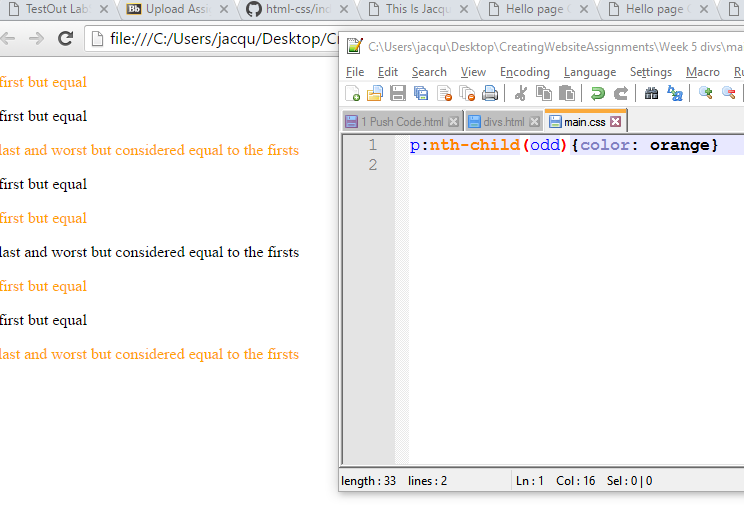 TestOut Lab
Bb Upload Assi
html-css/ind
This Is Jacqu
Hello page
Hello page
file:///C:/Users/jacqu/Desktop/Cr
C:\Users\jacqu\Desktop\CreatingWebsiteAssignments\Week 5 divs\ma
File Edit Search View Encoding Language Settings Macro Ru
1 Push Code.html
divs.html
main.css
1 p:nth-child(odd){color: orange}
2
first but equal
first but equal
last and worst but considered equal to the firsts
first but equal
first but equal
last and worst but considered equal to the firsts
first but equal
first but equal
last and worst but considered equal to the firsts
length : 33 lines : 2 Ln : 1 Col : 16 Sel : 0 | 0